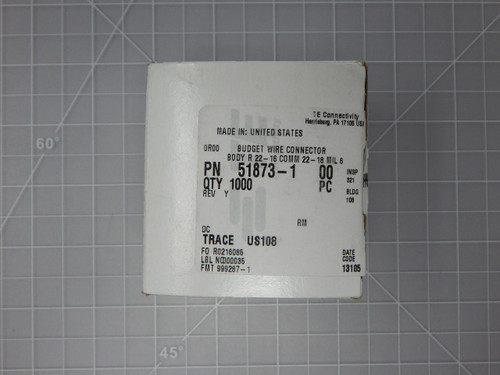 TE Connectivity
Harrisburg, PA 17105 USA
MADE IN: UNITED STATES
0R00 BUDGET WIRE CONNECTOR
BODY R 22-16 COMM 22-18 MIL 6
PN 51873-1 00 INSP 321
QTY 1000 PC BLDG 108
REV Y
RM
DC
TRACE US108
FO R0216085 DATE
LBL NO00035 CODE
FMT 999287-1 13105
60°
45°